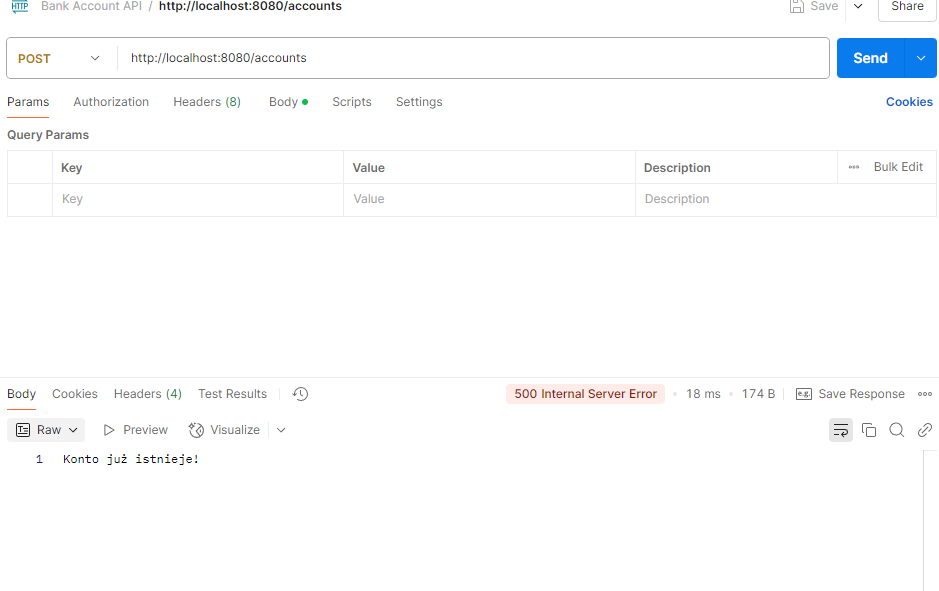 HTTP Bank Account API / http://localhost:8080/accounts Save Share
POST http://localhost:8080/accounts Send
Params Authorization Headers (8) Body Scripts Settings Cookies
Query Params
Key Value Description Bulk Edit
Key Value Description
Body Cookies Headers (4) Test Results 500 Internal Server Error 18 ms 174 B e.g. Save Response
Raw Preview Visualize
1 Konto już istnieje!